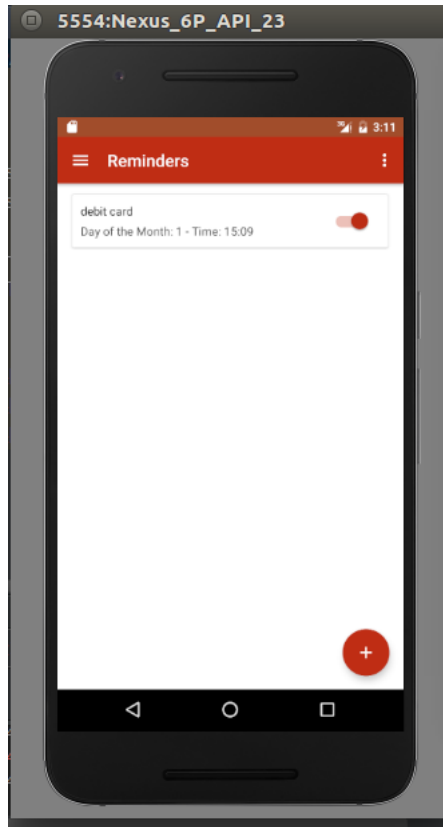 5554:Nexus_6P_API_23
3:11
Reminders
debit card
Day of the Month: 1 - Time: 15:09